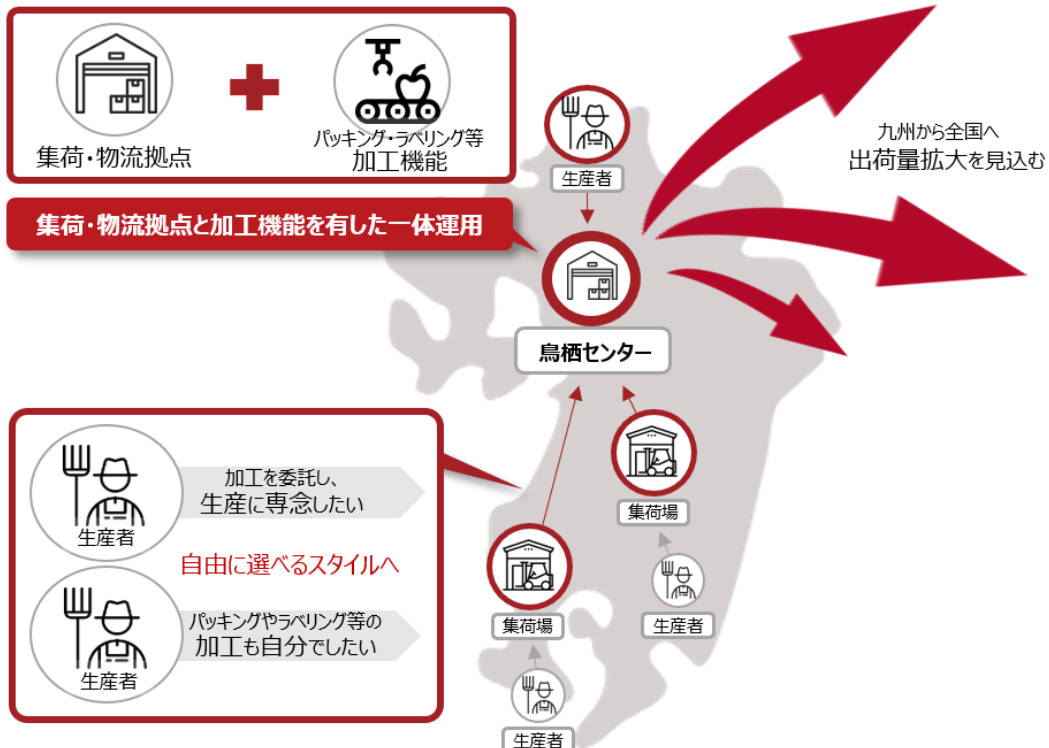 集荷・物流拠点
パッキング・ラベリング等
加工機能
集荷・物流拠点と加工機能を有した一体運用
生産者
九州から全国へ
出荷量拡大を見込む
鳥栖センター
生産者
加工を委託し、
生産に専念したい
自由に選べるスタイルへ
生産者
パッキングやラベリング等の
加工も自分でしたい
集荷場
生産者
集荷場
生産者